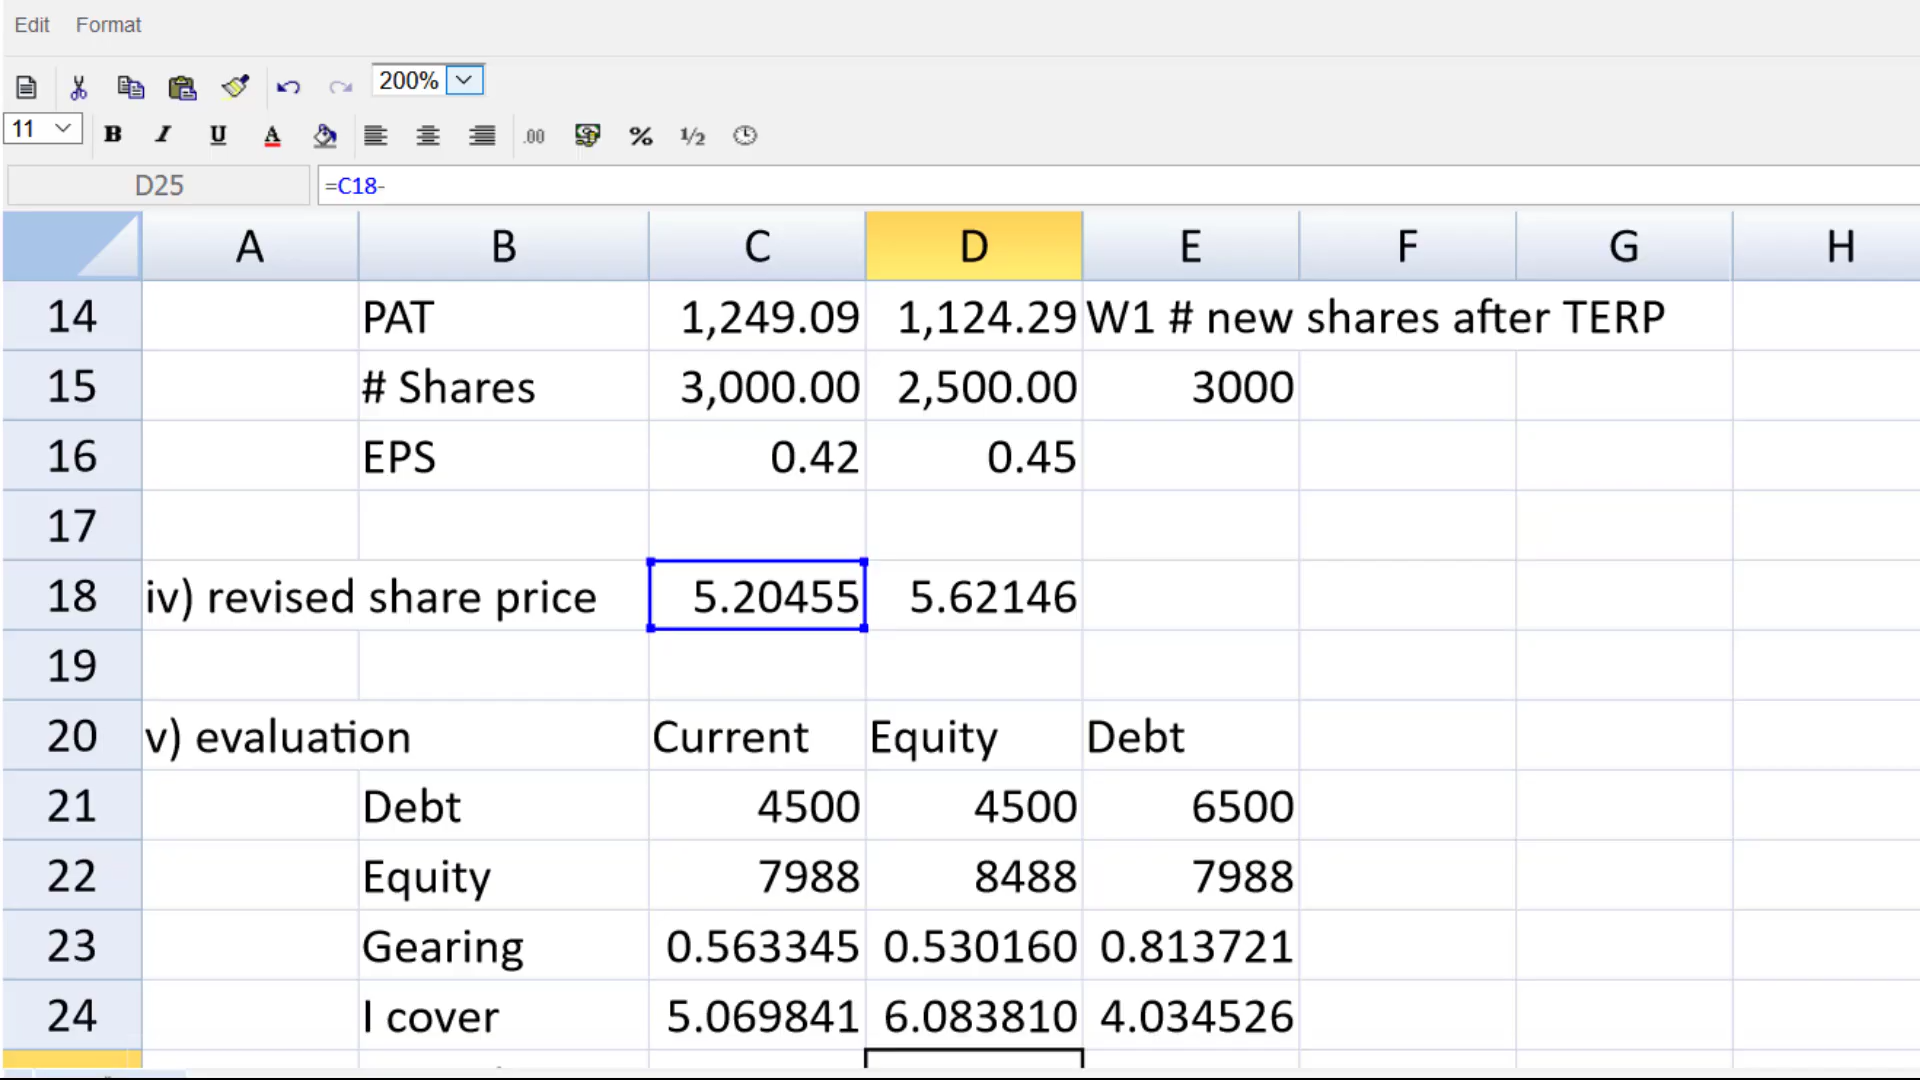 Edit Format
200%
11 B I U A .00 % 1/2
D25 =C18-
A B C D E F G H
14 PAT 1,249.09 1,124.29 W1 # new shares after TERP
15 # Shares 3,000.00 2,500.00 3000
16 EPS 0.42 0.45
17
18 iv) revised share price 5.20455 5.62146
19
20 v) evaluation Current Equity Debt
21 Debt 4500 4500 6500
22 Equity 7988 8488 7988
23 Gearing 0.563345 0.530160 0.813721
24 I cover 5.069841 6.083810 4.034526